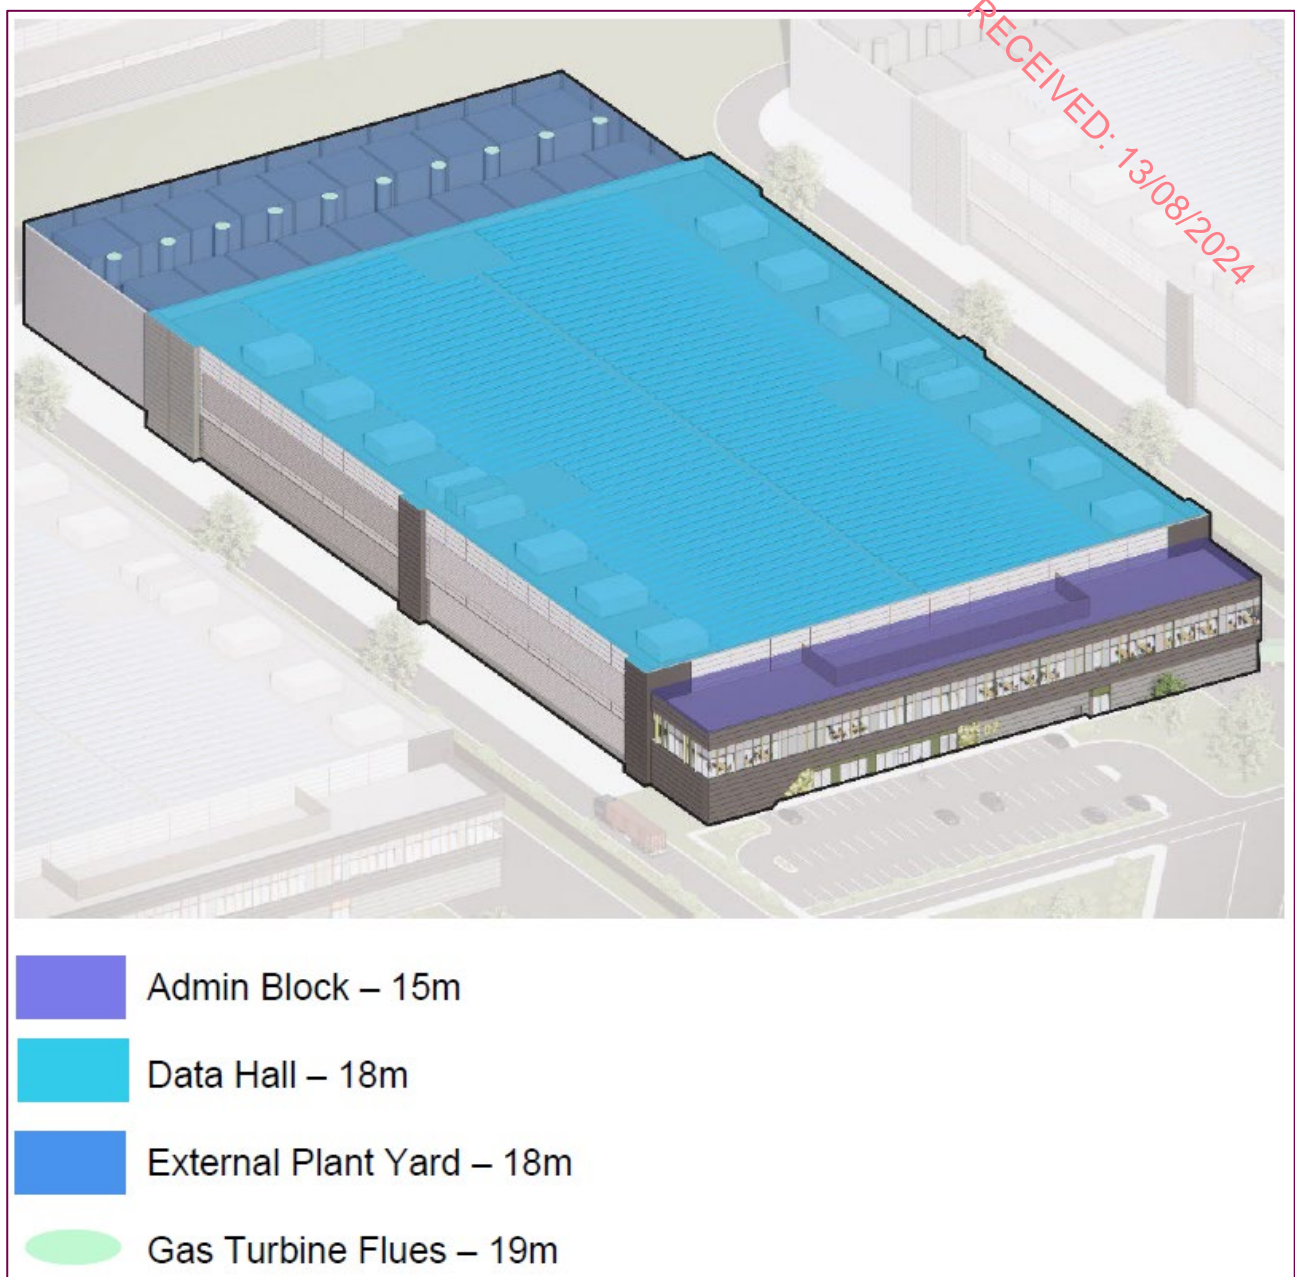 RECEIVED: 13/08/2024
Admin Block – 15m
Data Hall – 18m
External Plant Yard – 18m
Gas Turbine Flues – 19m